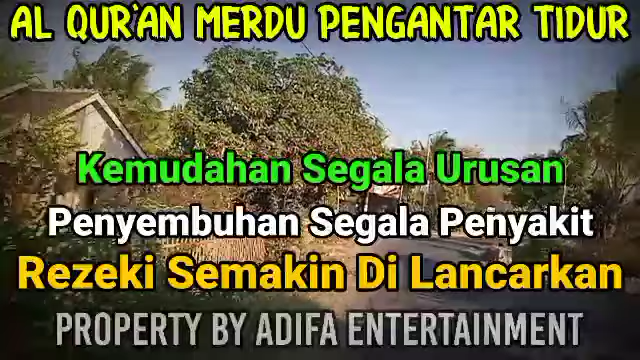 AL QUR'AN MERDU PENGANTAR TIDUR
Kemudahan Segala Urusan
Penyembuhan Segala Penyakit
Rezeki Semakin Di Lancarkan
PROPERTY BY ADIFA ENTERTAINMENT